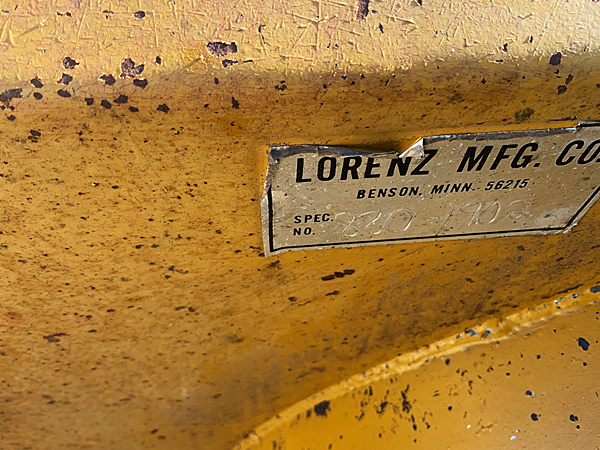 LORENZ MFG. CO.
BENSON, MINN. 56215
SPEC.
NO.